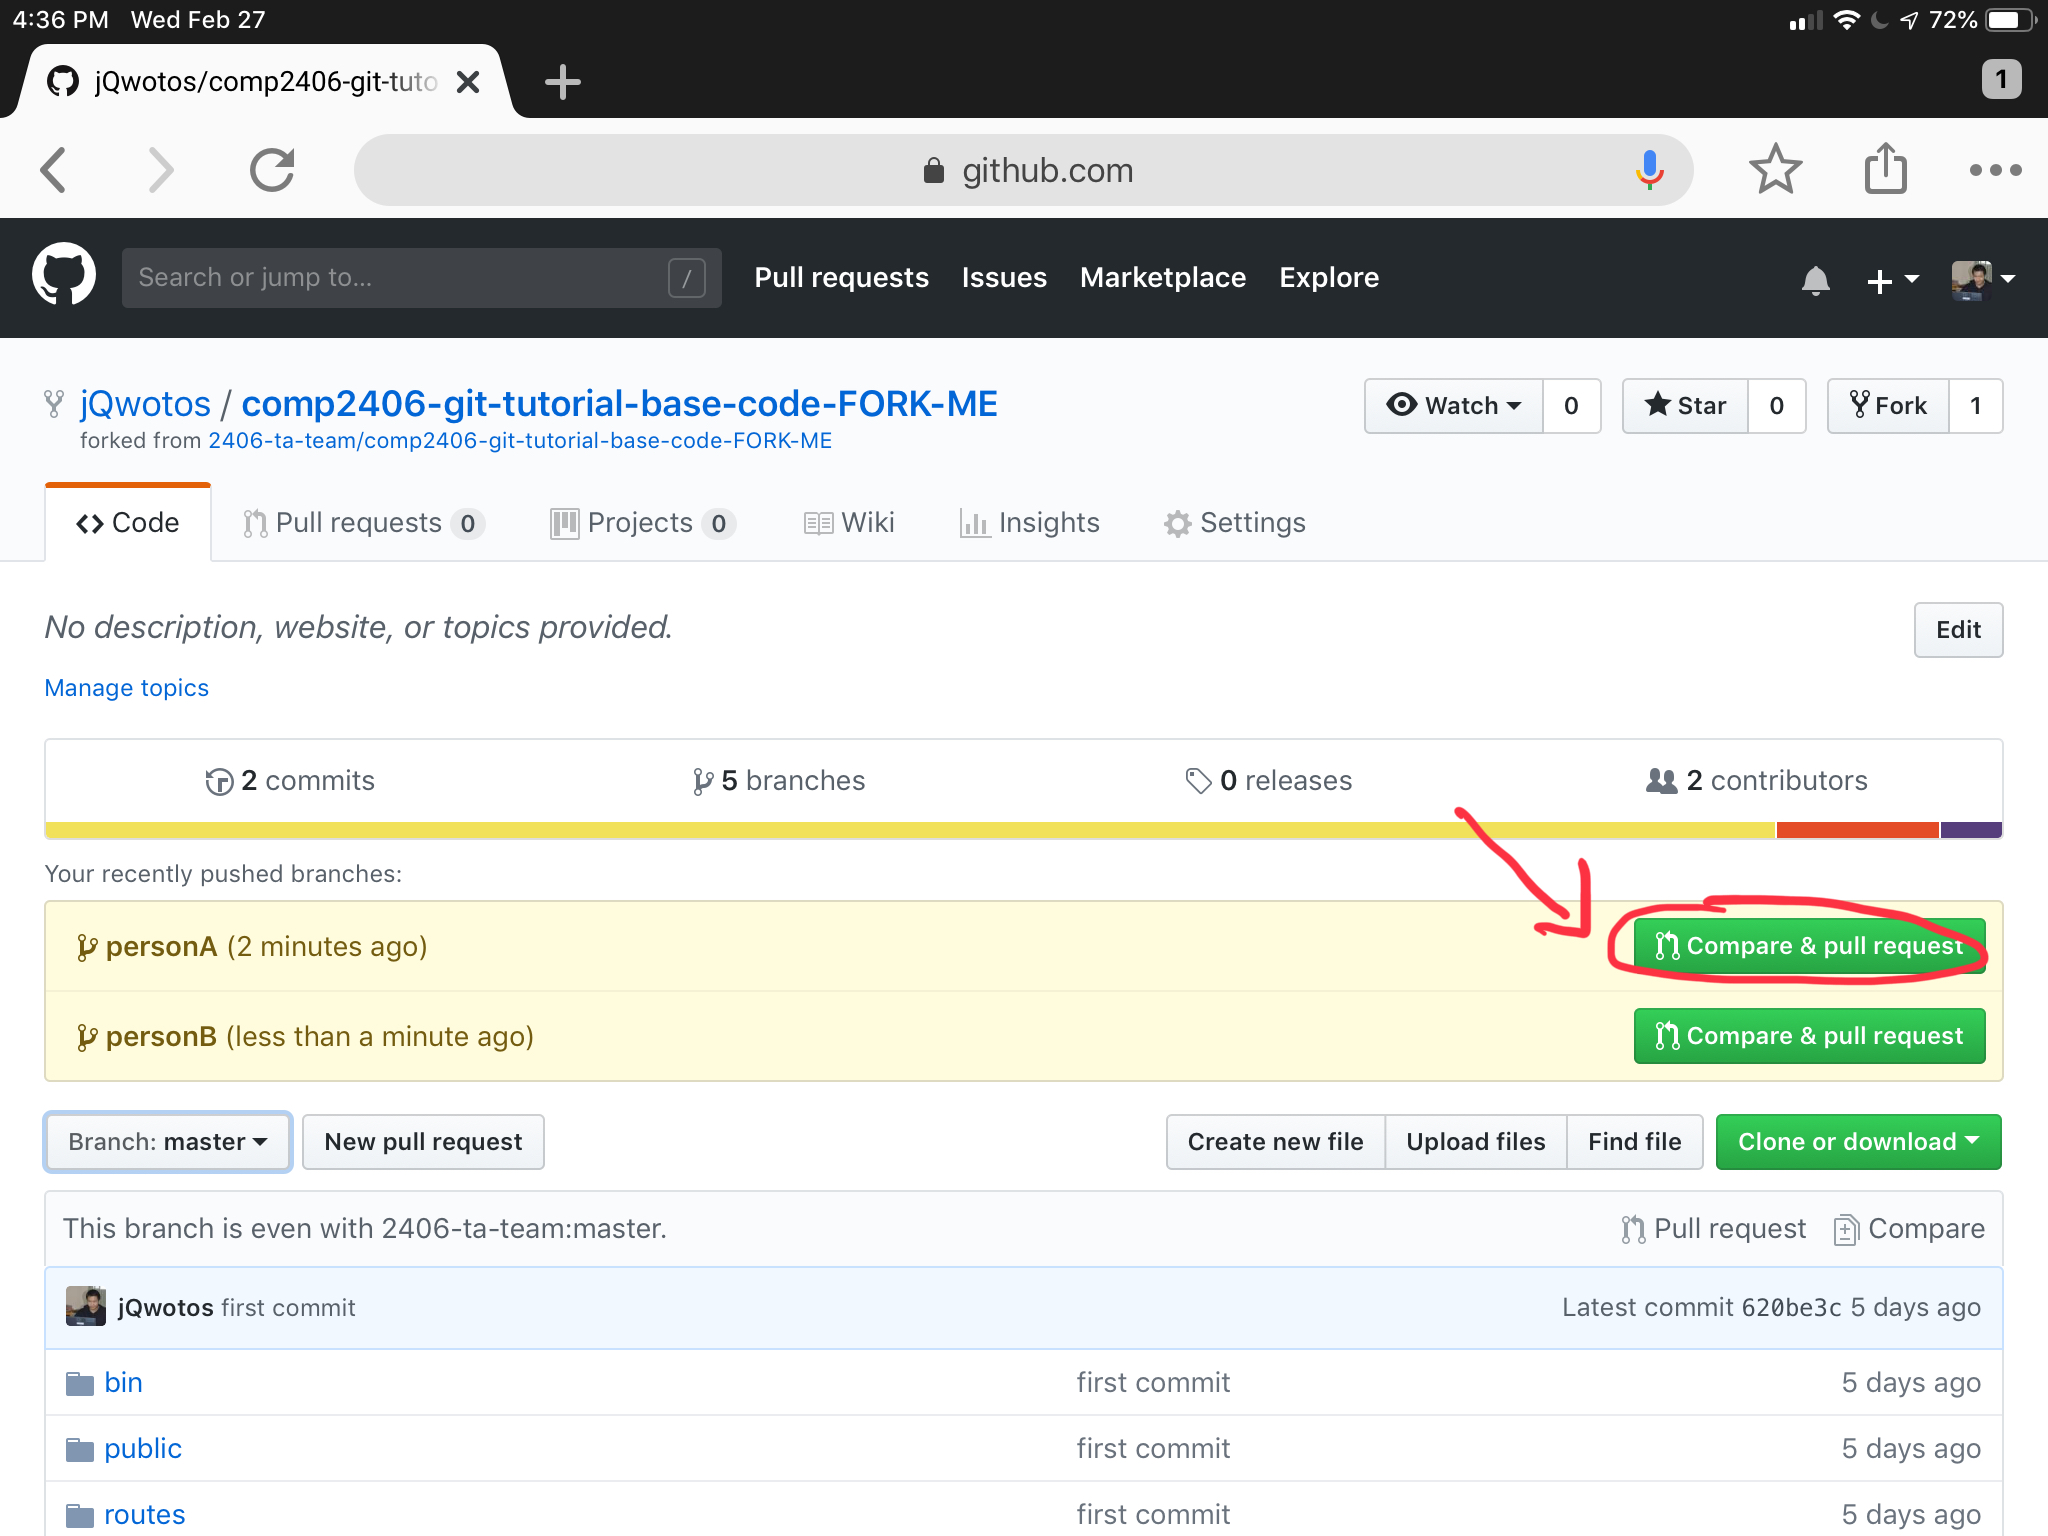 4:36 PM Wed Feb 27 72%
jQwotos/comp2406-git-tuto 1
github.com
Search or jump to... / Pull requests Issues Marketplace Explore
jQwotos / comp2406-git-tutorial-base-code-FORK-ME Watch 0 Star 0 Fork 1
forked from 2406-ta-team/comp2406-git-tutorial-base-code-FORK-ME
Code Pull requests 0 Projects 0 Wiki Insights Settings
No description, website, or topics provided. Edit
Manage topics
2 commits 5 branches 0 releases 2 contributors
Your recently pushed branches:
personA (2 minutes ago) Compare & pull request
personB (less than a minute ago) Compare & pull request
Branch: master New pull request Create new file Upload files Find file Clone or download
This branch is even with 2406-ta-team:master. Pull request Compare
jQwotos first commit Latest commit 620be3c 5 days ago
bin first commit 5 days ago
public first commit 5 days ago
routes first commit 5 days ago